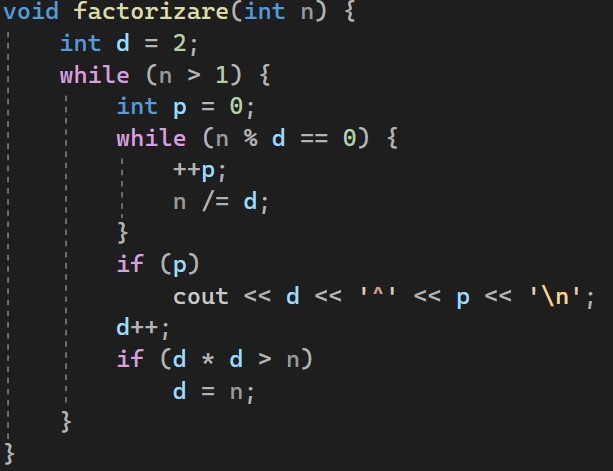 void factorizare(int n) {
    int d = 2;
    while (n > 1) {
        int p = 0;
        while (n % d == 0) {
            ++p;
            n /= d;
        }
        if (p)
            cout << d << '^' << p << '\n';
        d++;
        if (d * d > n)
            d = n;
    }
}